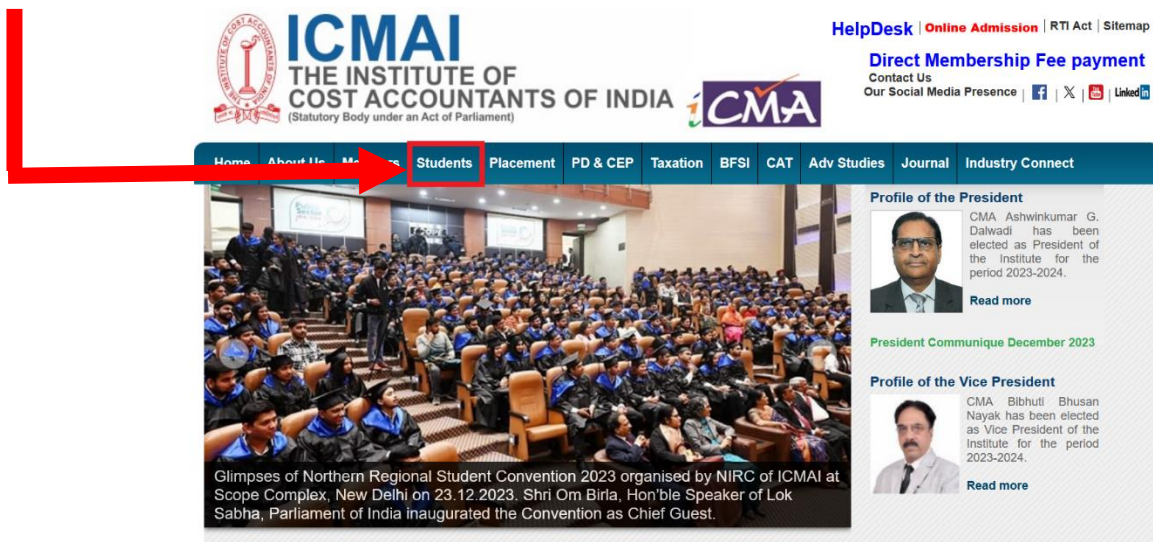 ICMAI
THE INSTITUTE OF
COST ACCOUNTANTS OF INDIA
(Statutory Body under an Act of Parliament)
CMA
HelpDesk | Online Admission | RTI Act | Sitemap
Direct Membership Fee payment
Contact Us
Our Social Media Presence | | X | | Linked in
Home About Us Students Placement PD & CEP Taxation BFSI CAT Adv Studies Journal Industry Connect
Glimpses of Northern Regional Student Convention 2023 organised by NIRC of ICMAI at
Scope Complex, New Delhi on 23.12.2023. Shri Om Birla, Hon'ble Speaker of Lok
Sabha, Parliament of India inaugurated the Convention as Chief Guest.
Profile of the President
CMA Ashwinkumar G.
Dalwadi has been
elected as President of
the Institute for the
period 2023-2024.
Read more
President Communique December 2023
Profile of the Vice President
CMA Bibhuti Bhusan
Nayak has been elected
as Vice President of the
Institute for the period
2023-2024.
Read more